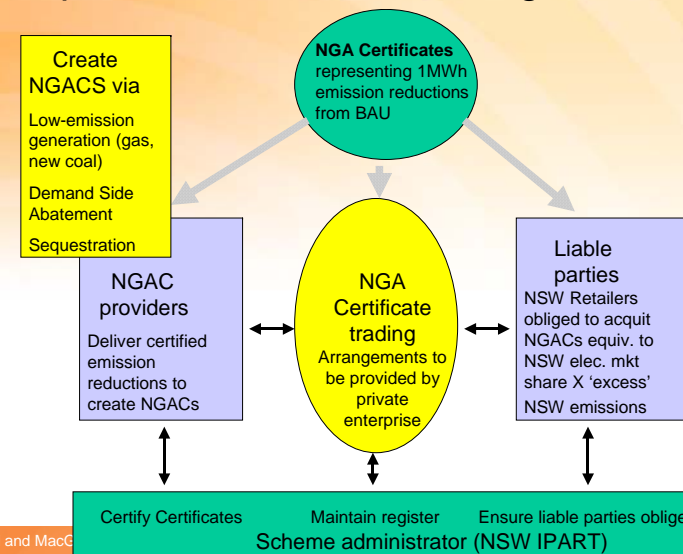 Create
NGACS via
Low-emission
generation (gas,
new coal)
Demand Side
Abatement
Sequestration
NGA Certificates
representing 1MWh
emission reductions
from BAU
NGAC
providers
Deliver certified
emission
reductions to
create NGACs
NGA
Certificate
trading
Arrangements to
be provided by
private
enterprise
Liable
parties
NSW Retailers
obliged to acquit
NGACs equiv. to
NSW elec. mkt
share X 'excess'
NSW emissions
Certify Certificates
Maintain register
Ensure liable parties oblige
Scheme administrator (NSW IPART)
and MacG